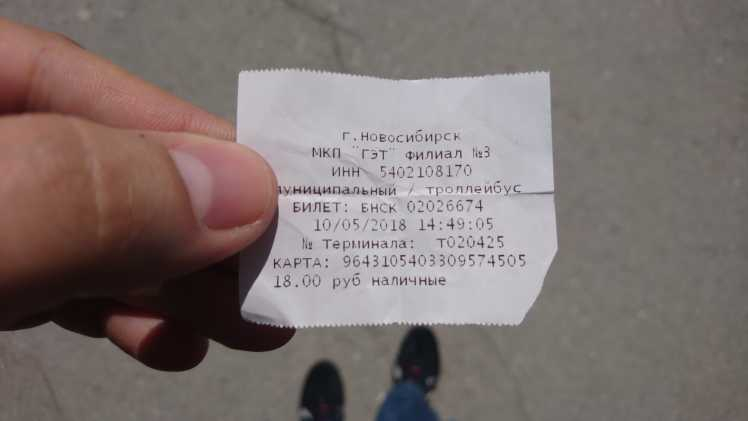 г.Новосибирск
МКП "ГЭТ" Филиал №3
ИНН 5402108170
муниципальный / троллейбус
БИЛЕТ: БНСК 02026674
10/05/2018 14:49:05
№ Терминала: Т020425
КАРТА: 9643105403309574505
18.00 руб наличные